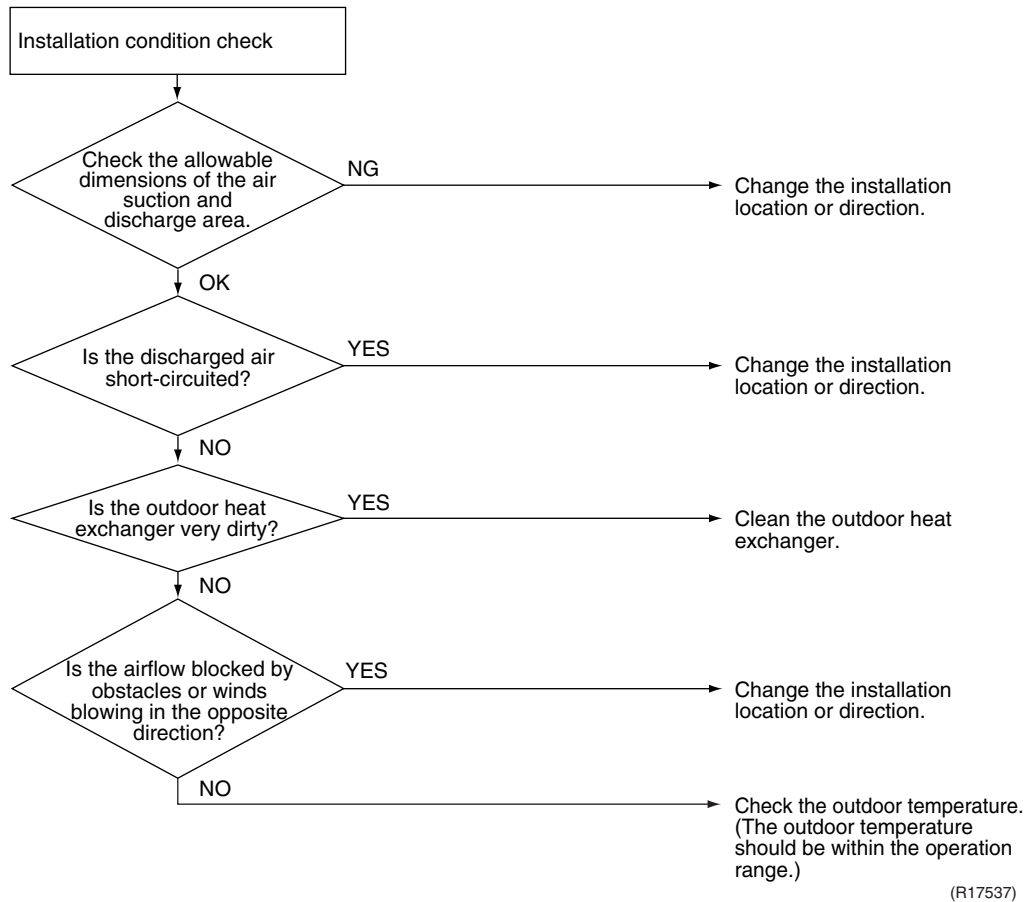 Installation condition check
Check the allowable
dimensions of the air
suction and
discharge area.
NG
Change the installation
location or direction.
OK
Is the discharged air
short-circuited?
YES
Change the installation
location or direction.
NO
Is the outdoor heat
exchanger very dirty?
YES
Clean the outdoor heat
exchanger.
NO
Is the airflow blocked by
obstacles or winds
blowing in the opposite
direction?
YES
Change the installation
location or direction.
NO
Check the outdoor temperature.
(The outdoor temperature
should be within the operation
range.)
(R17537)